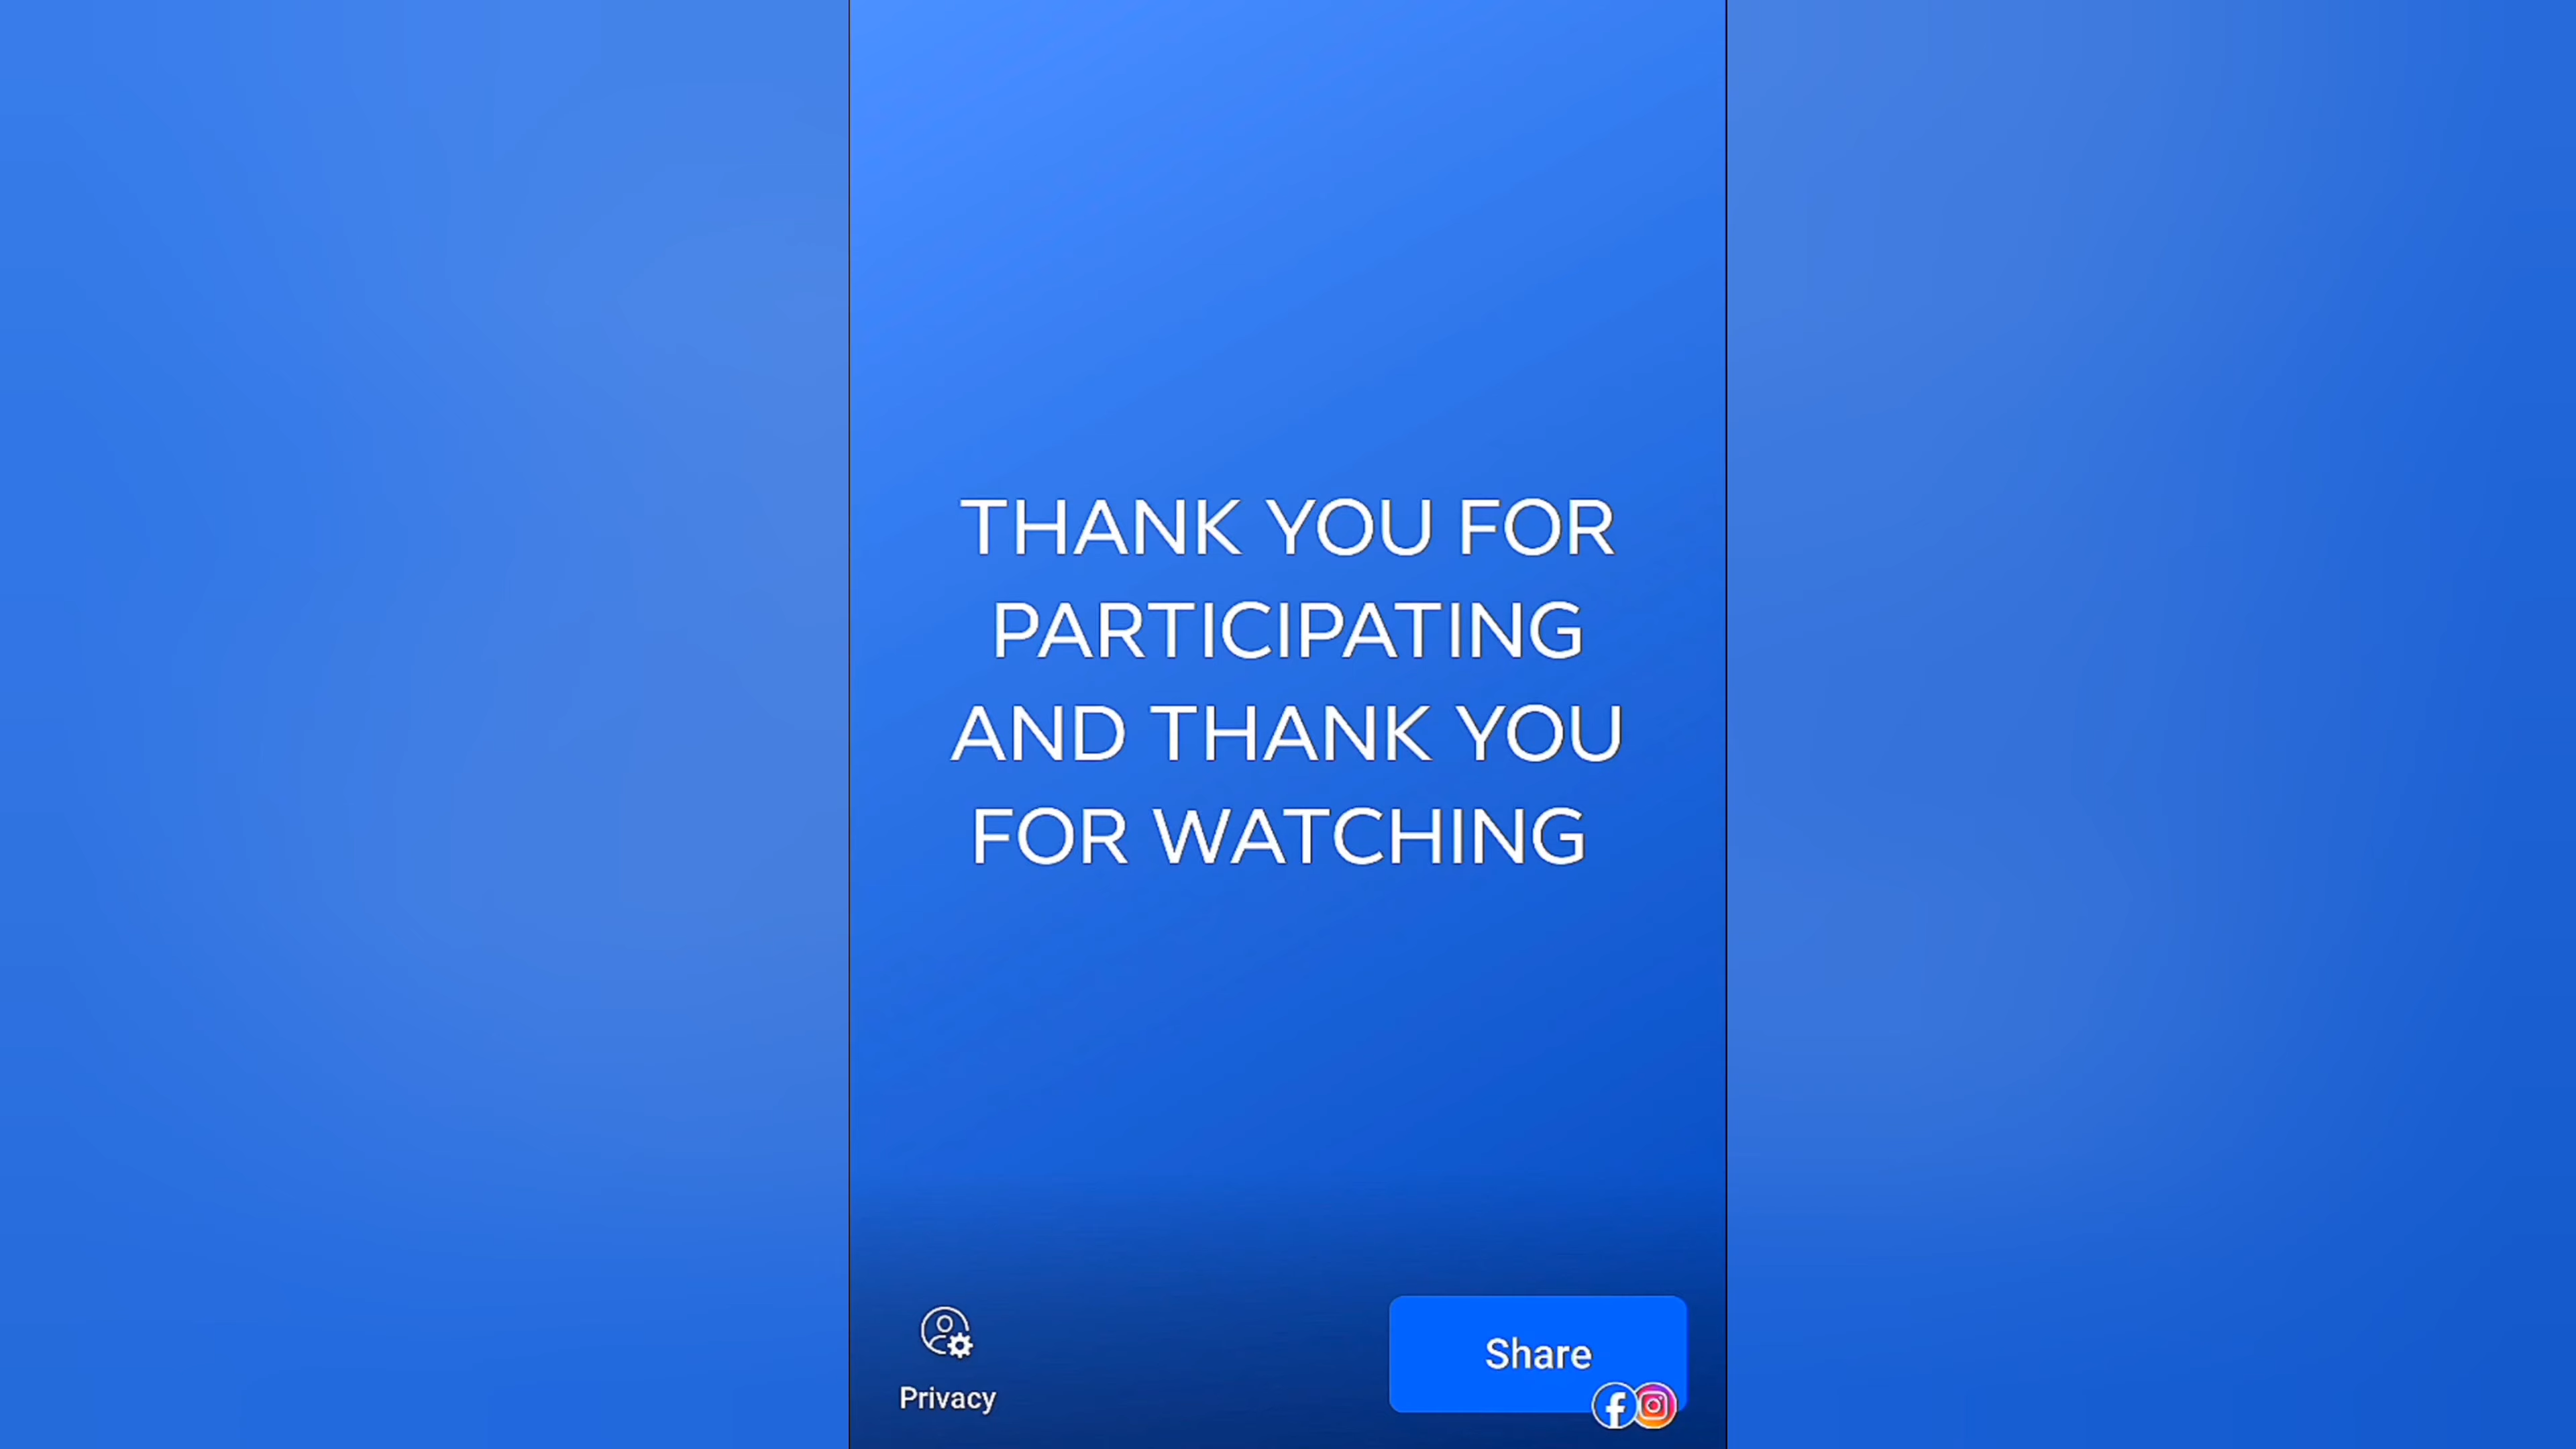 THANK YOU FOR
PARTICIPATING
AND THANK YOU
FOR WATCHING
Privacy
Share